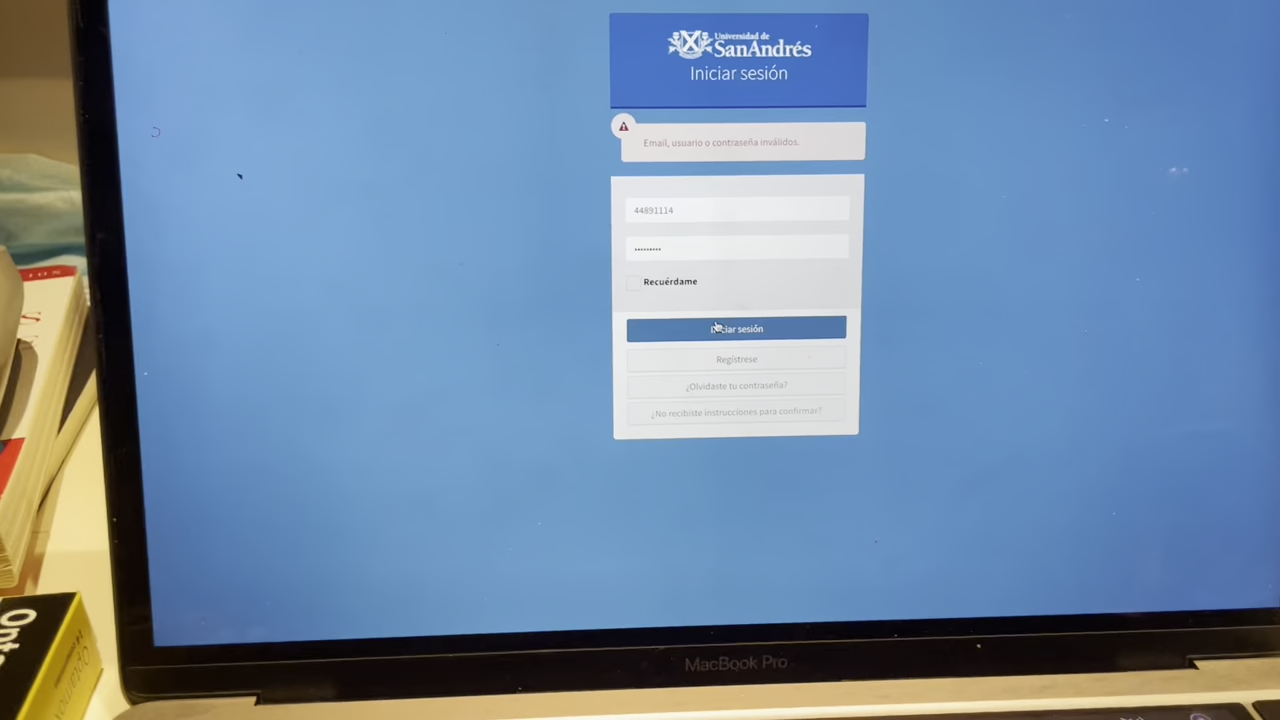 Universidad de
SanAndrés
Iniciar sesión
Email, usuario o contraseña inválidos.
44891114
Recuérdame
Iniciar sesión
Regístrese
¿Olvidaste tu contraseña?
¿No recibiste instrucciones para confirmar?
MacBook Pro